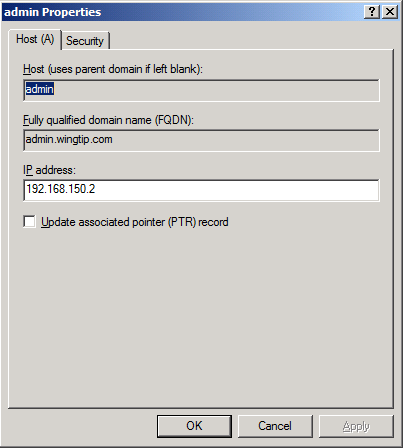 admin Properties
Host (A)
Security
Host (uses parent domain if left blank):
admin
Fully qualified domain name (FQDN):
admin.wingtip.com
IP address:
192.168.150.2
Update associated pointer (PTR) record
OK
Cancel
Apply